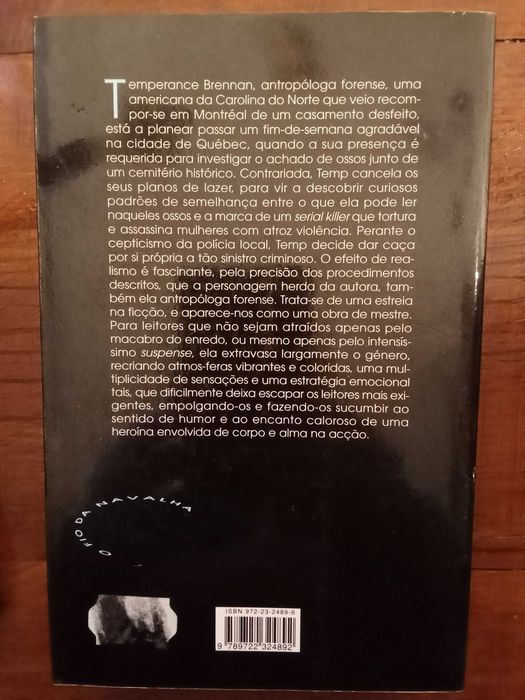 Temperance Brennan, antropóloga forense, uma
americana da Carolina do Norte que veio recom-
por-se em Montréal de um casamento desfeito,
está a planear passar um fim-de-semana agradável
na cidade de Québec, quando a sua presença é
requerida para investigar o achado de ossos junto de
um cemitério histórico. Contrariada, Temp cancela os
seus planos de lazer, para vir a descobrir curiosos
padrões de semelhança entre o que ela pode ler
naqueles ossos e a marca de um serial killer que tortura
e assassina mulheres com atroz violência. Perante o
cepticismo da polícia local, Temp decide dar caça
por si própria a tão sinistro criminoso. O efeito de rea-
lismo é fascinante, pela precisão dos procedimentos
descritos, que a personagem herda da autora, tam-
bém ela antropóloga forense. Trata-se de uma estreia
na ficção, e aparece-nos como uma obra de mestre.
Para leitores que não sejam atraídos apenas pelo
macabro do enredo, ou mesmo apenas pelo intensís-
simo suspense, ela extravasa largamente o género,
recriando atmos-feras vibrantes e coloridas, uma mul-
tiplicidade de sensações e uma estratégia emocional
tais, que dificilmente deixa escapar os leitores mais exi-
gentes, empolgando-os e fazendo-os sucumbir ao
sentido de humor e ao encanto caloroso de uma
heroína envolvida de corpo e alma na acção.
O FIO DA NAVALHA
ISBN 972-23-2489-6
9 789722 324892